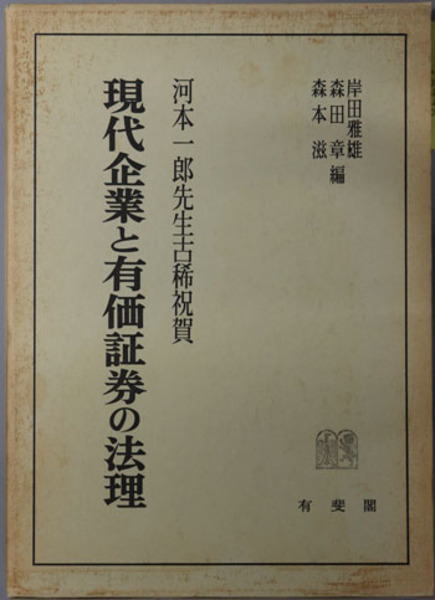 岸田雅雄
森田章編
森本滋
河本一郎先生古稀祝賀
現代企業と有価証券の法理
有斐閣